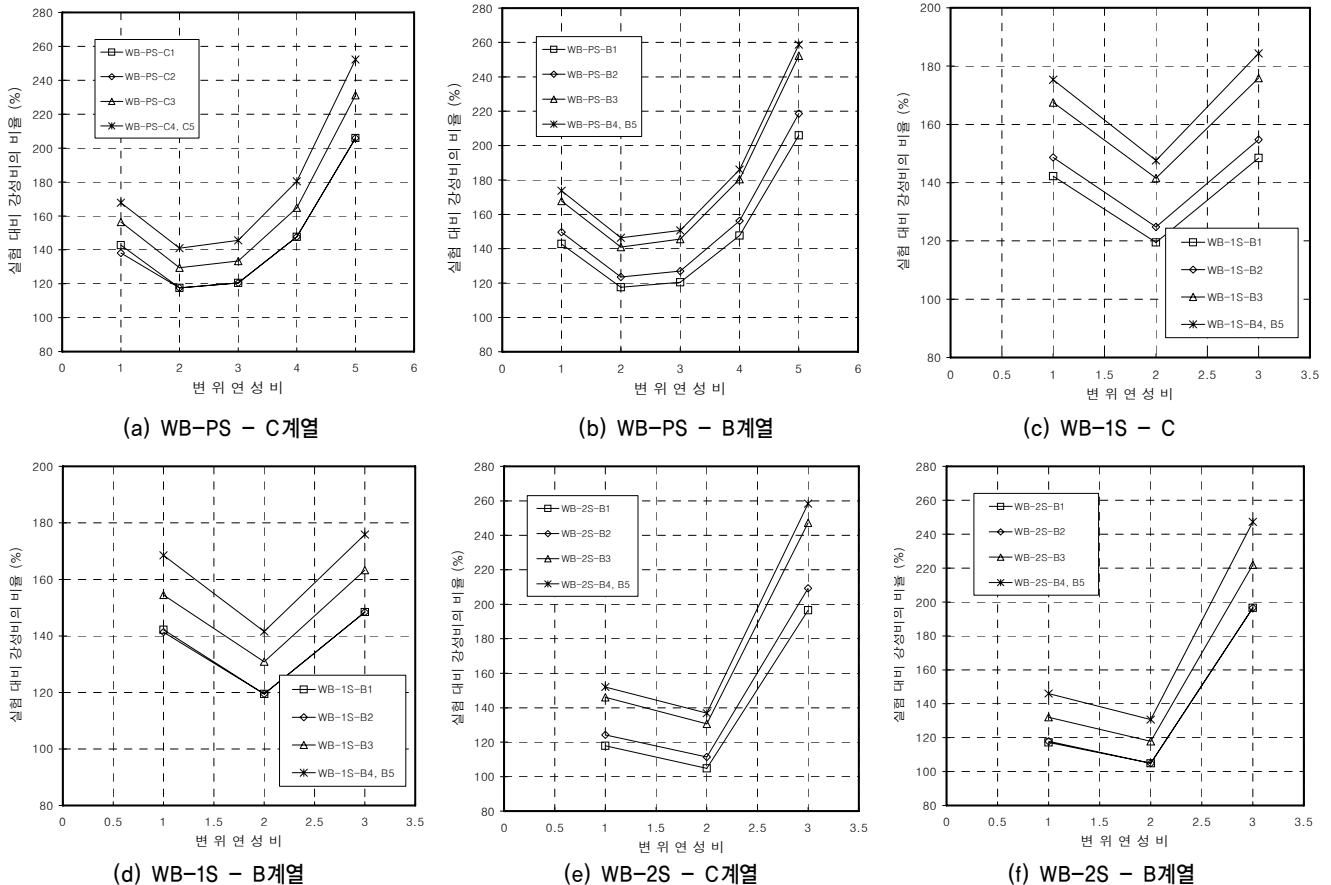 실험 대비 강성비의 비율 (%)
280
260
240
220
200
180
160
140
120
100
80
WB-PS-C1
WB-PS-C2
WB-PS-C3
WB-PS-C4, C5
0 1 2 3 4 5 6
변위연성비
(a) WB-PS - C계열
실험 대비 강성비의 비율 (%)
280
260
240
220
200
180
160
140
120
100
80
WB-PS-B1
WB-PS-B2
WB-PS-B3
WB-PS-B4, B5
0 1 2 3 4 5 6
변위연성비
(b) WB-PS - B계열
실험 대비 강성비의 비율 (%)
200
180
160
140
120
100
80
WB-1S-B1
WB-1S-B2
WB-1S-B3
WB-1S-B4, B5
0 0.5 1 1.5 2 2.5 3 3.5
변위연성비
(c) WB-1S - C
실험 대비 강성비의 비율 (%)
200
180
160
140
120
100
80
WB-1S-B1
WB-1S-B2
WB-1S-B3
WB-1S-B4, B5
0 0.5 1 1.5 2 2.5 3 3.5
변위연성비
(d) WB-1S - B계열
실험 대비 강성비의 비율 (%)
280
260
240
220
200
180
160
140
120
100
80
WB-2S-B1
WB-2S-B2
WB-2S-B3
WB-2S-B4, B5
0 0.5 1 1.5 2 2.5 3 3.5
변위연성비
(e) WB-2S - C계열
실험 대비 강성비의 비율 (%)
280
260
240
220
200
180
160
140
120
100
80
WB-2S-B1
WB-2S-B2
WB-2S-B3
WB-2S-B4, B5
0 0.5 1 1.5 2 2.5 3 3.5
변위연성비
(f) WB-2S - B계열